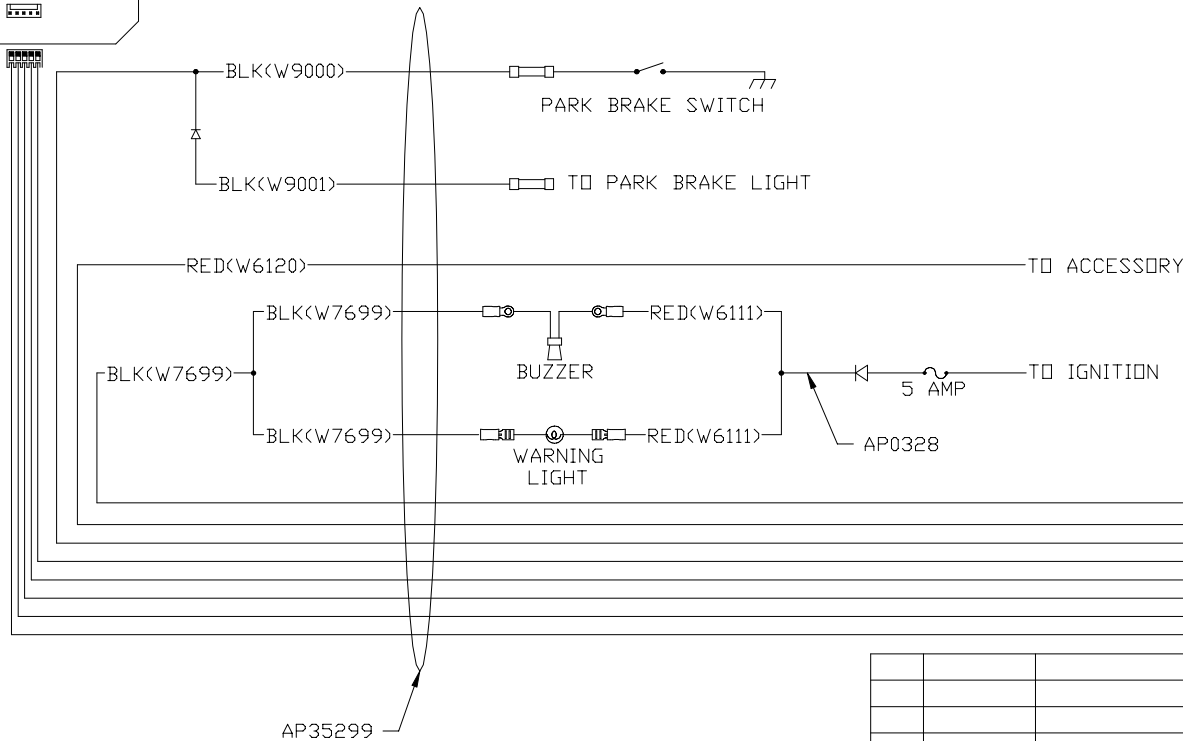 BLK(W9000)
PARK BRAKE SWITCH
BLK(W9001)
TO PARK BRAKE LIGHT
RED(W6120)
TO ACCESSORY
BLK(W7699)
RED(W6111)
BUZZER
BLK(W7699)
TO IGNITION
5 AMP
BLK(W7699)
RED(W6111)
AP0328
WARNING
LIGHT
AP35299